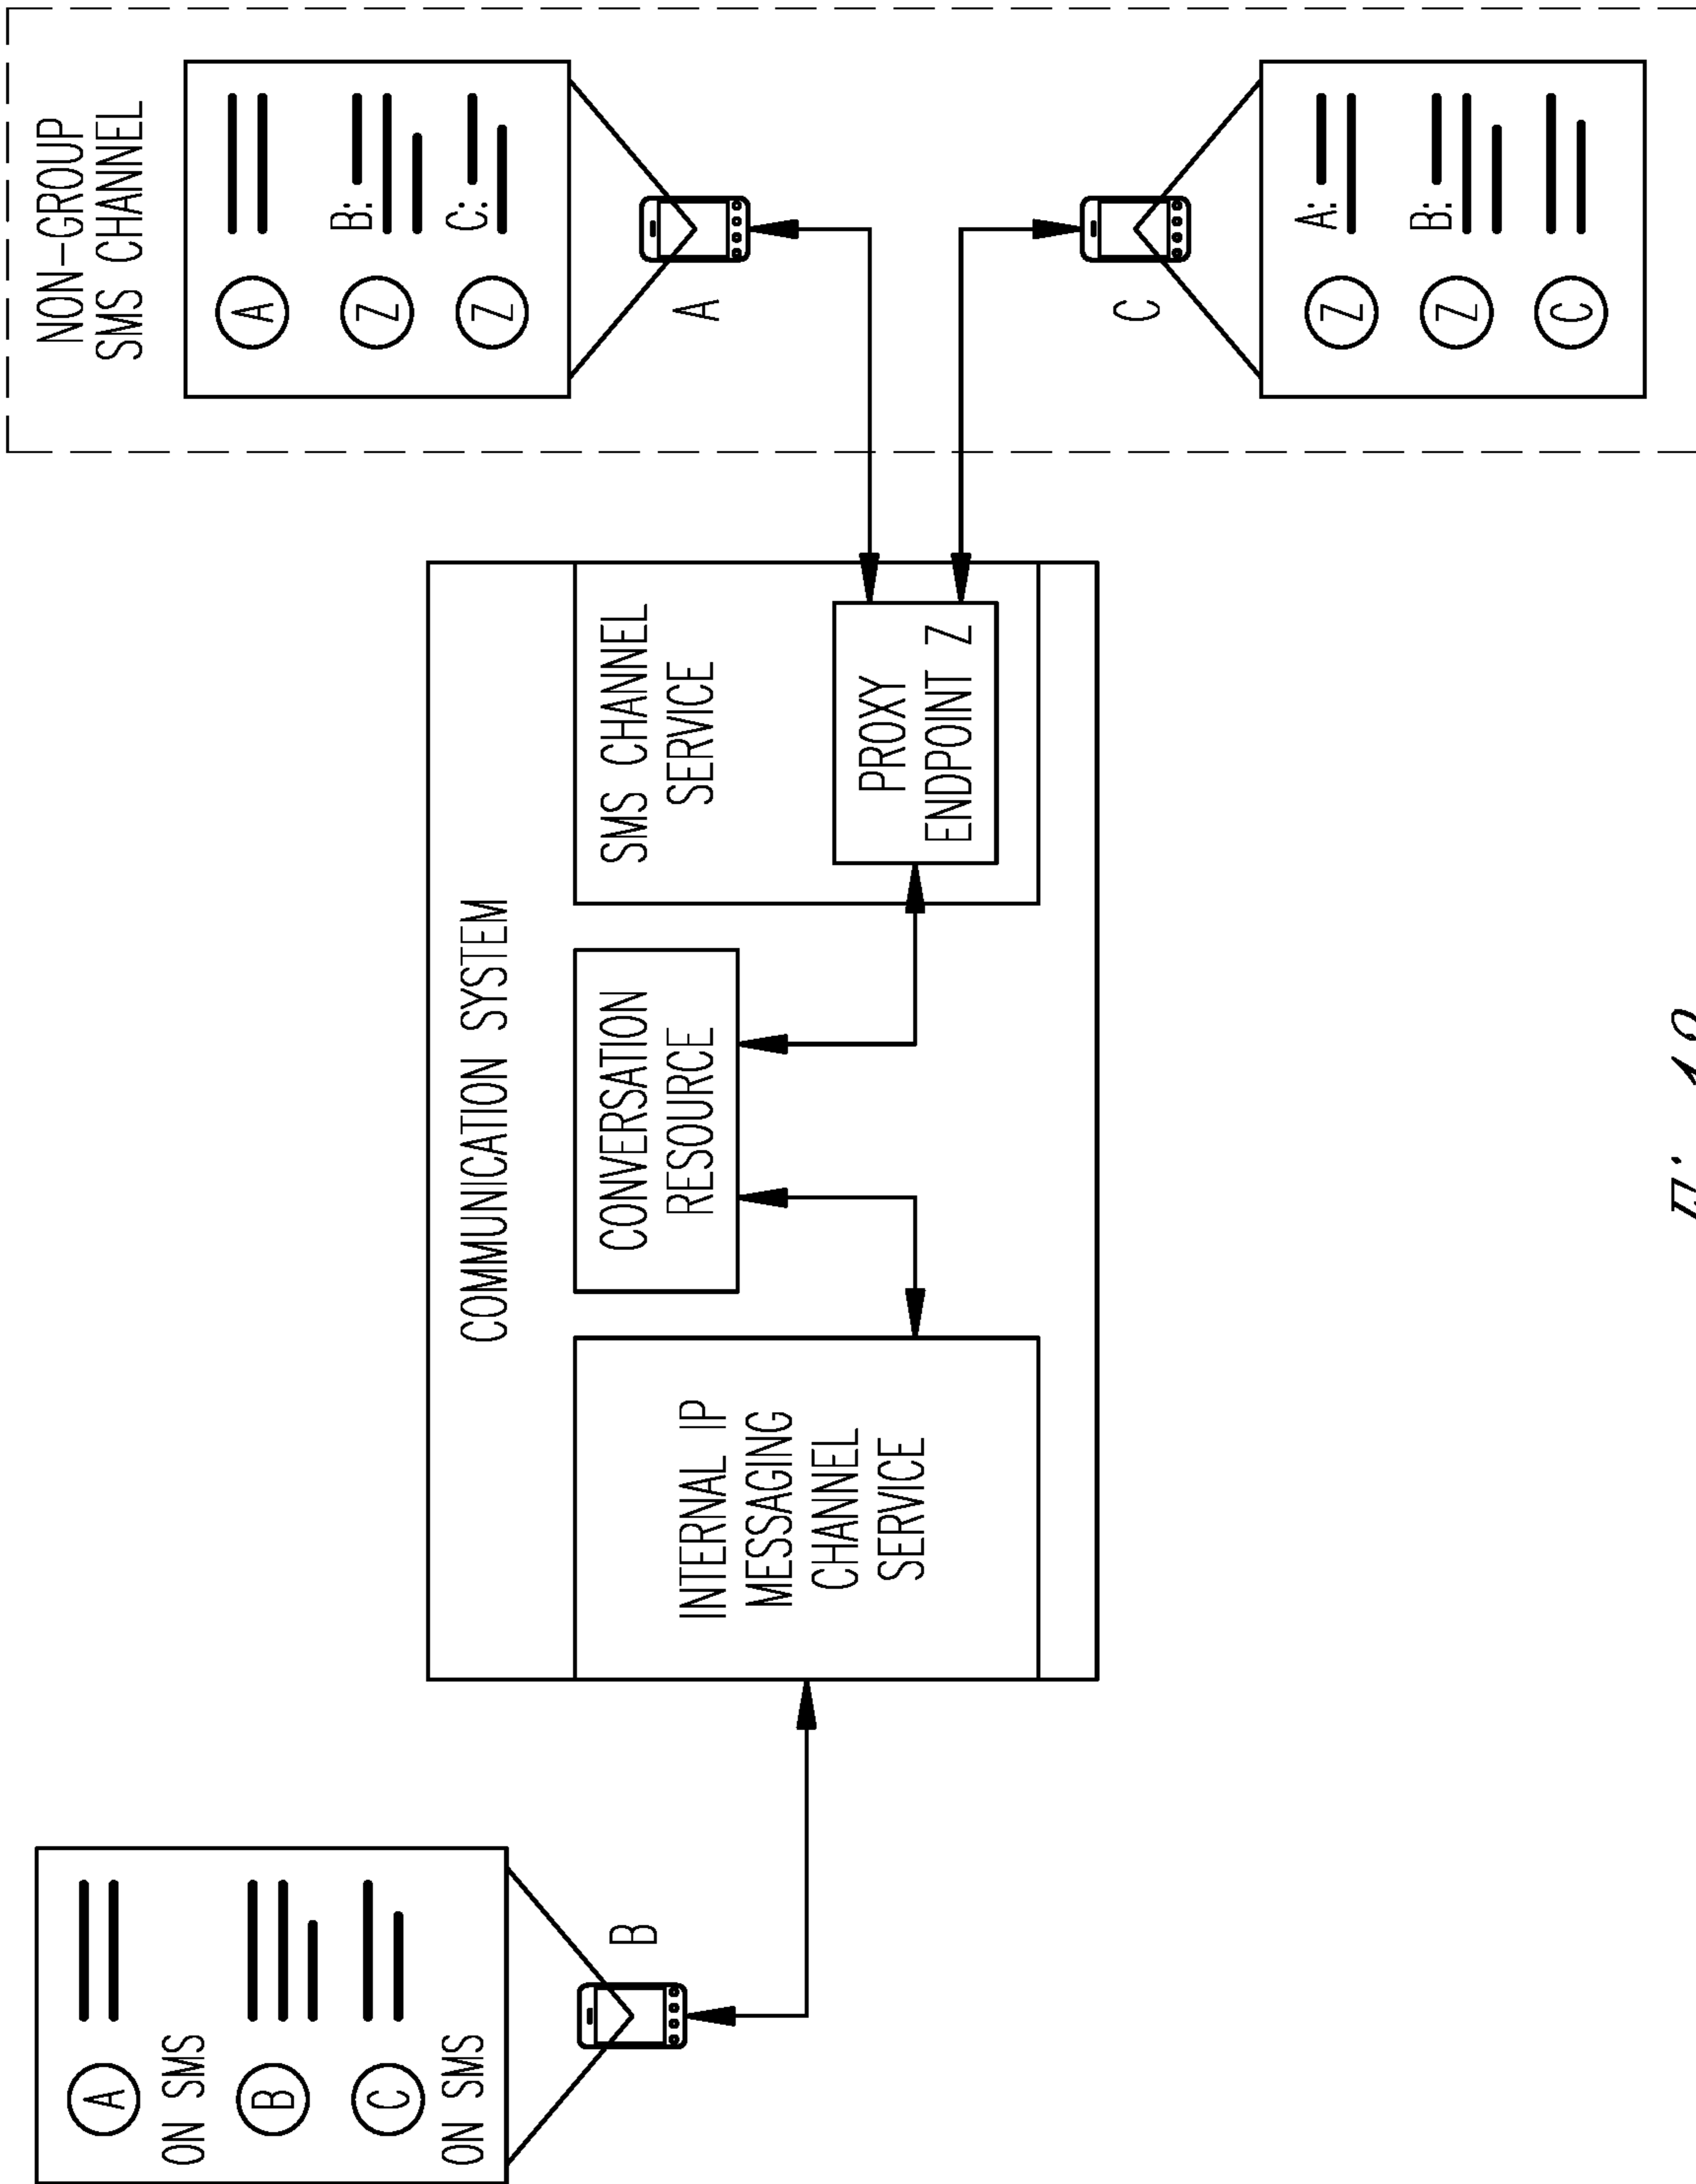 A
ON SMS
B
C
ON SMS
B
COMMUNICATION SYSTEM
INTERNAL IP
MESSAGING
CHANNEL
SERVICE
CONVERSATION
RESOURCE
SMS CHANNEL
SERVICE
PROXY
ENDPOINT Z
NON-GROUP
SMS CHANNEL
A
Z B:
Z C:
A
C
Z A:
Z B:
C